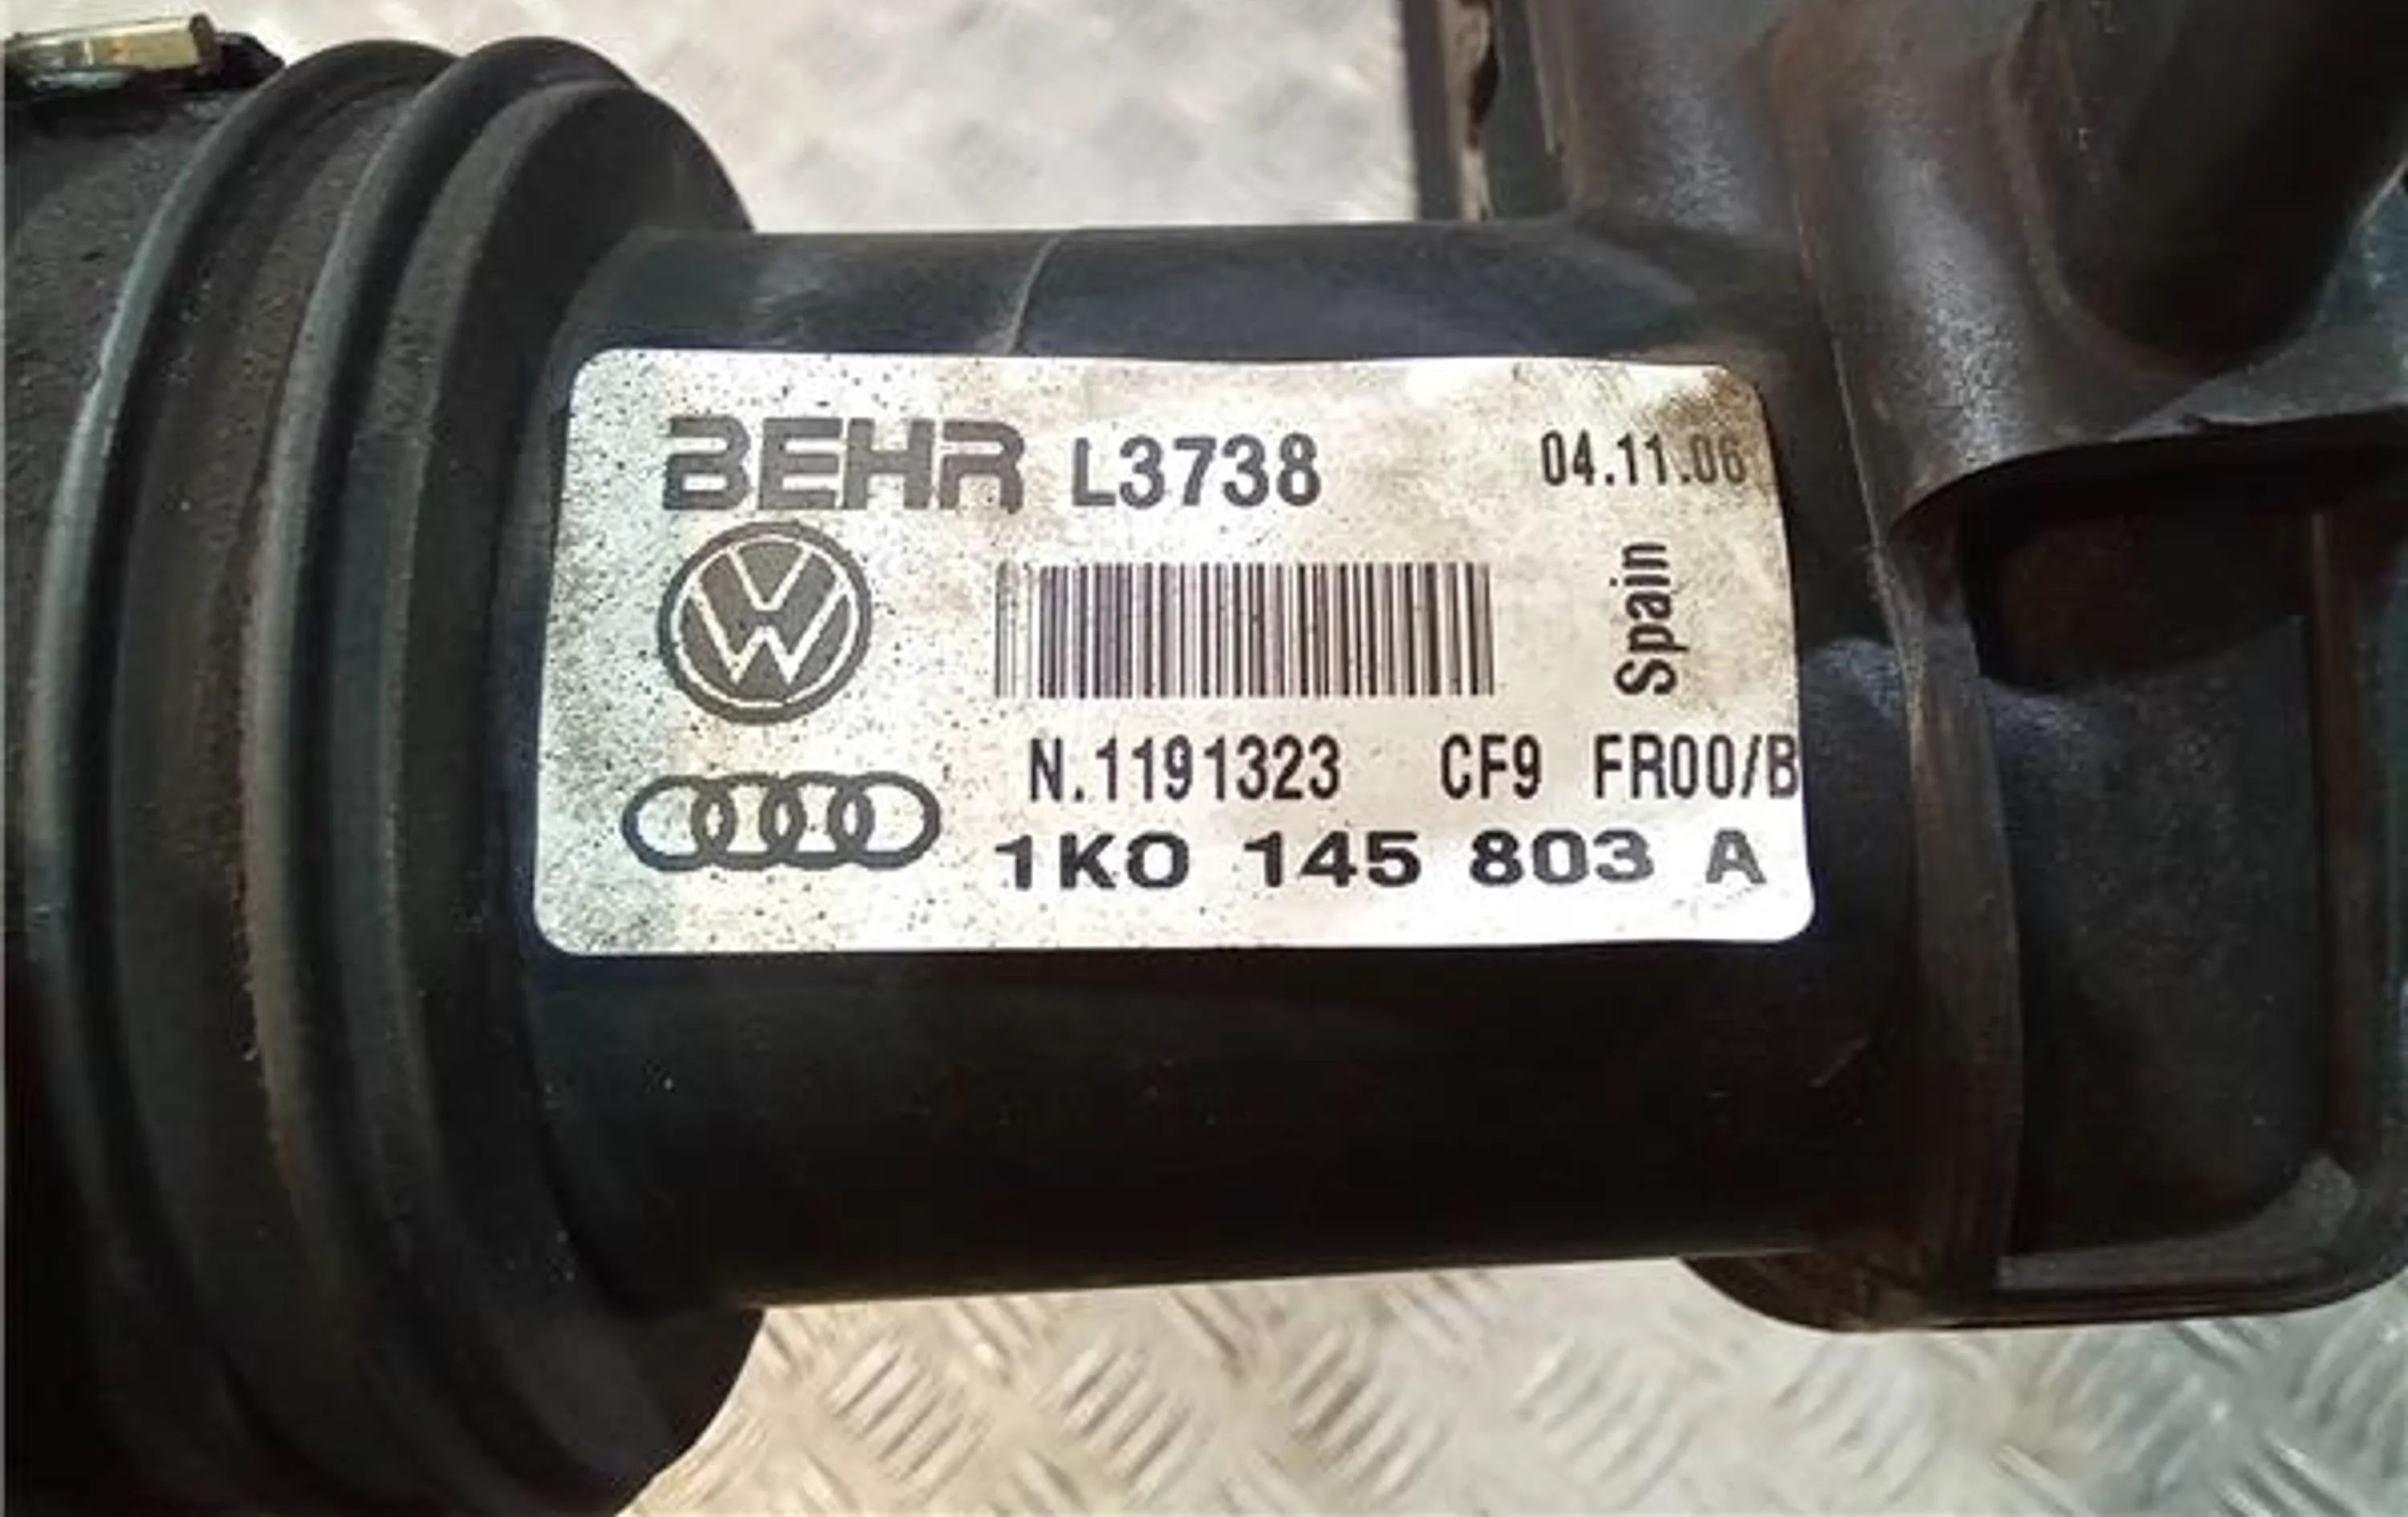 BEHR L3738 04.11.06
Spain
N.1191323 CF9 FR00/B
1K0 145 803 A